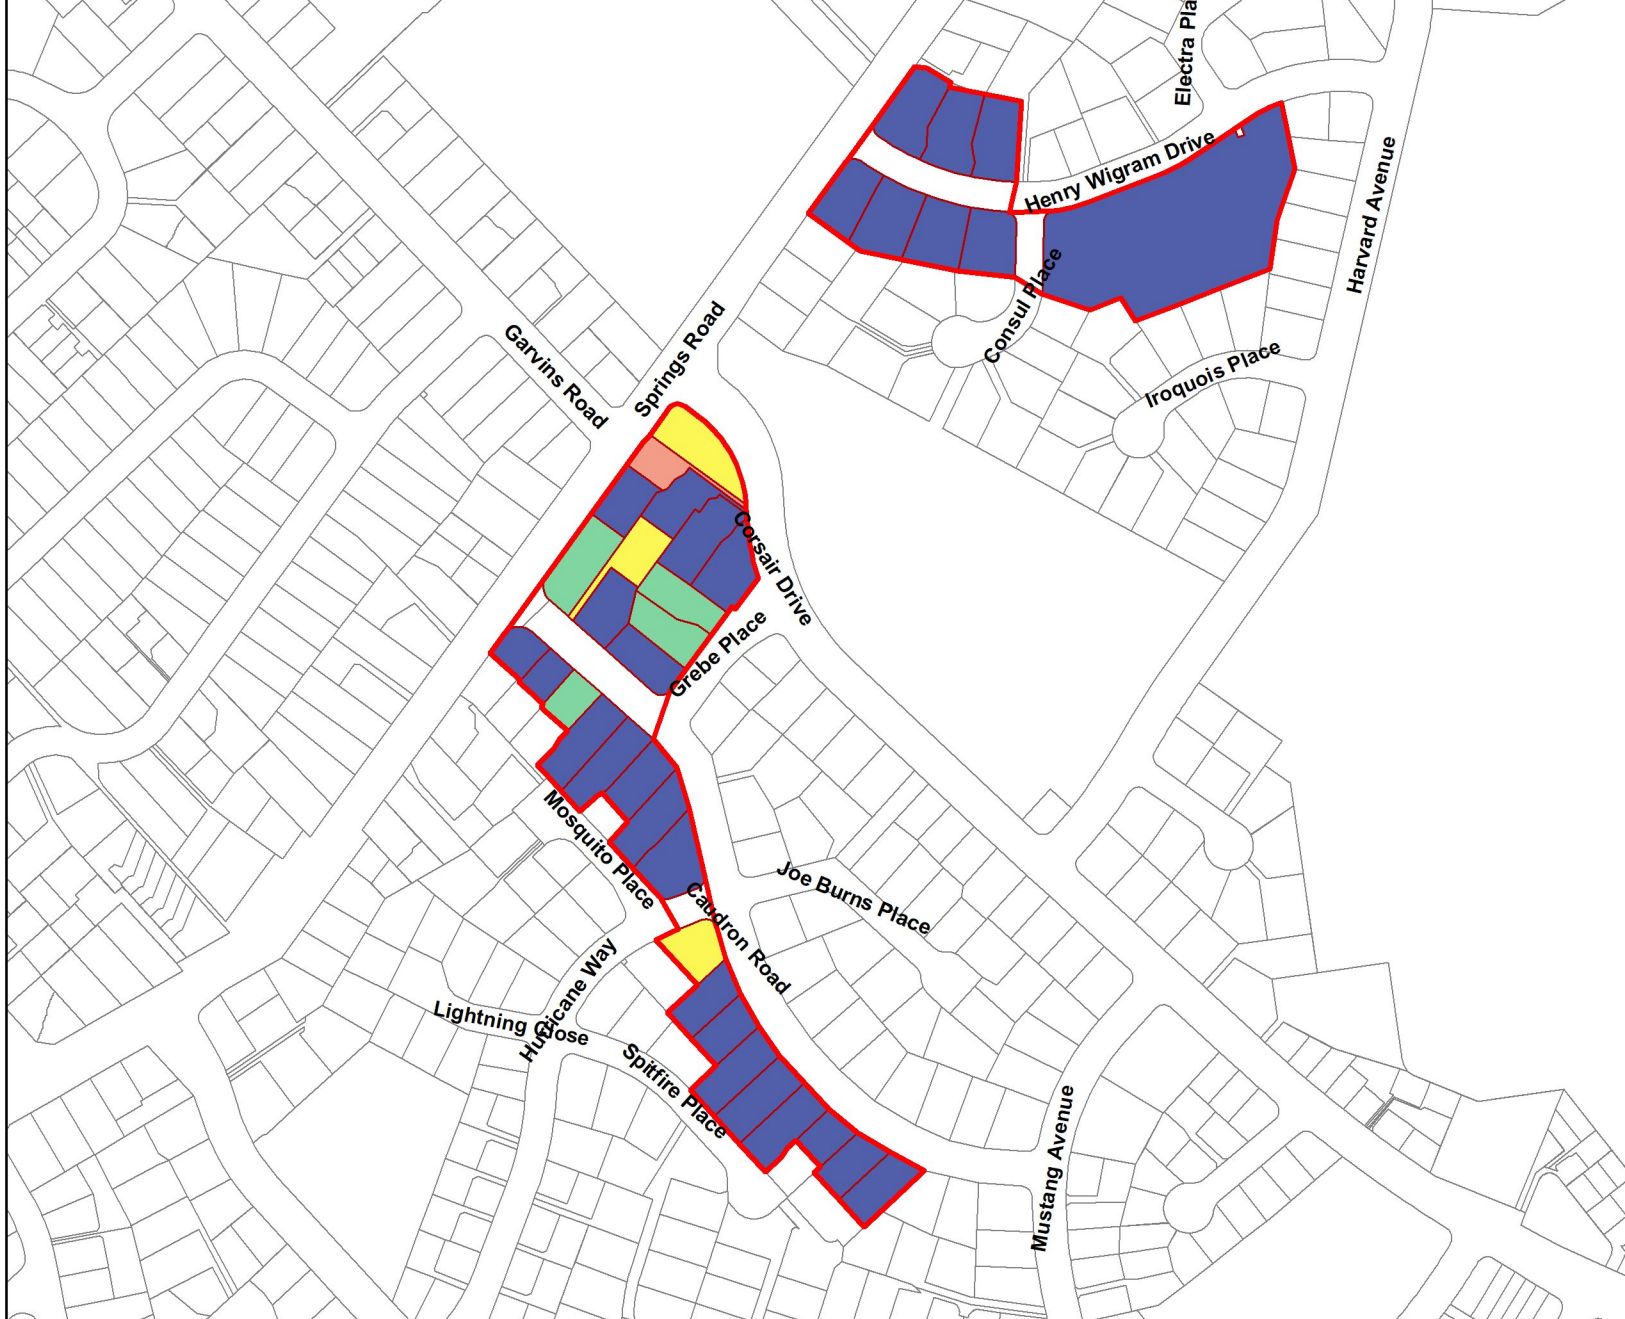 Electra Pla
Henry Wigram Drive
Harvard Avenue
Consul Place
Springs Road
Garvins Road
Iroquois Place
Corsair Drive
Grebe Place
Mosquito Place
Joe Burns Place
Caudron Road
Hurricane Way
Lightning Close
Spitfire Place
Mustang Avenue